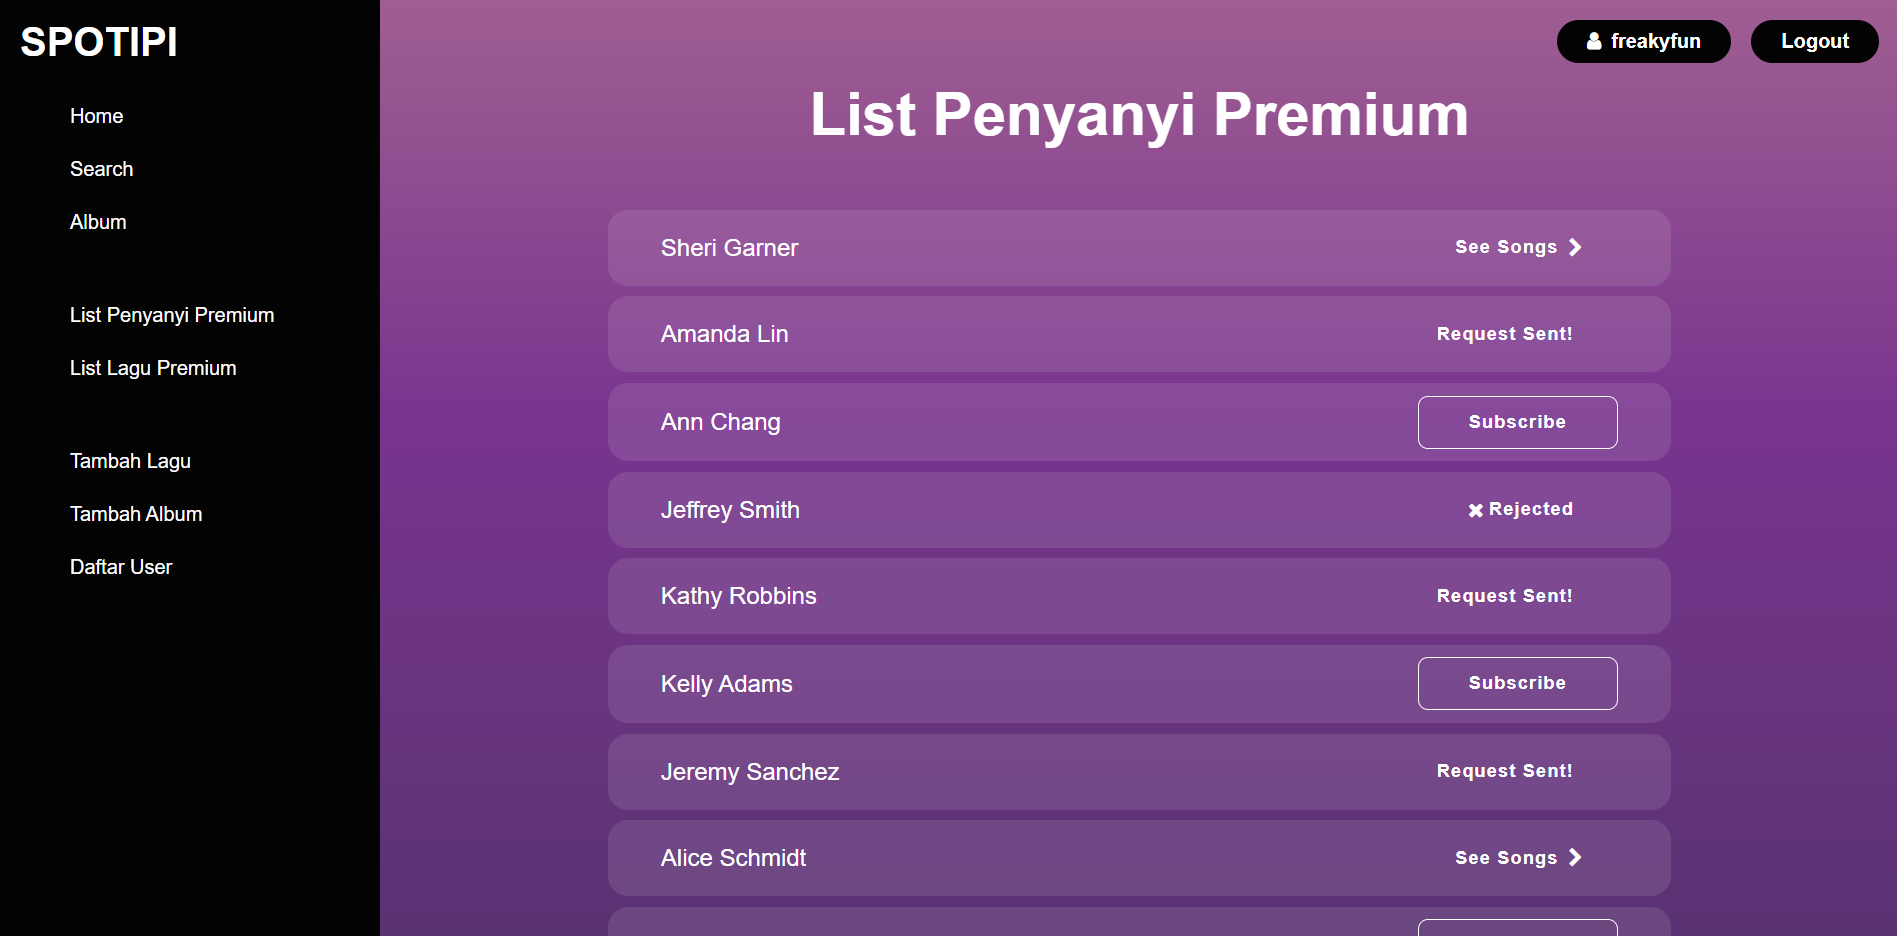 SPOTIPI
Home
Search
Album
List Penyanyi Premium
List Lagu Premium
Tambah Lagu
Tambah Album
Daftar User
freakyfun
Logout
List Penyanyi Premium
Sheri Garner
See Songs
Amanda Lin
Request Sent!
Ann Chang
Subscribe
Jeffrey Smith
Rejected
Kathy Robbins
Request Sent!
Kelly Adams
Subscribe
Jeremy Sanchez
Request Sent!
Alice Schmidt
See Songs